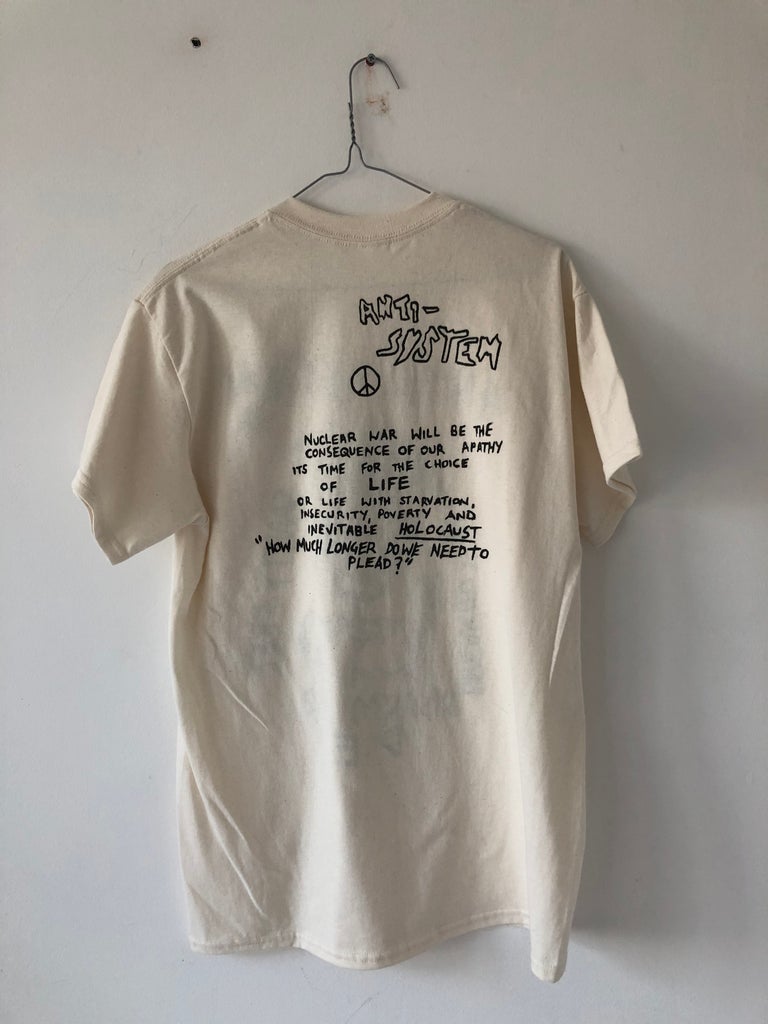 ANTI-
SYSTEM
NUCLEAR WAR WILL BE THE
CONSEQUENCE OF OUR APATHY
ITS TIME FOR THE CHOICE
OF LIFE
OR LIFE WITH STARVATION,
INSECURITY, POVERTY AND
INEVITABLE HOLOCAUST
"HOW MUCH LONGER DO WE NEED TO
PLEAD?"